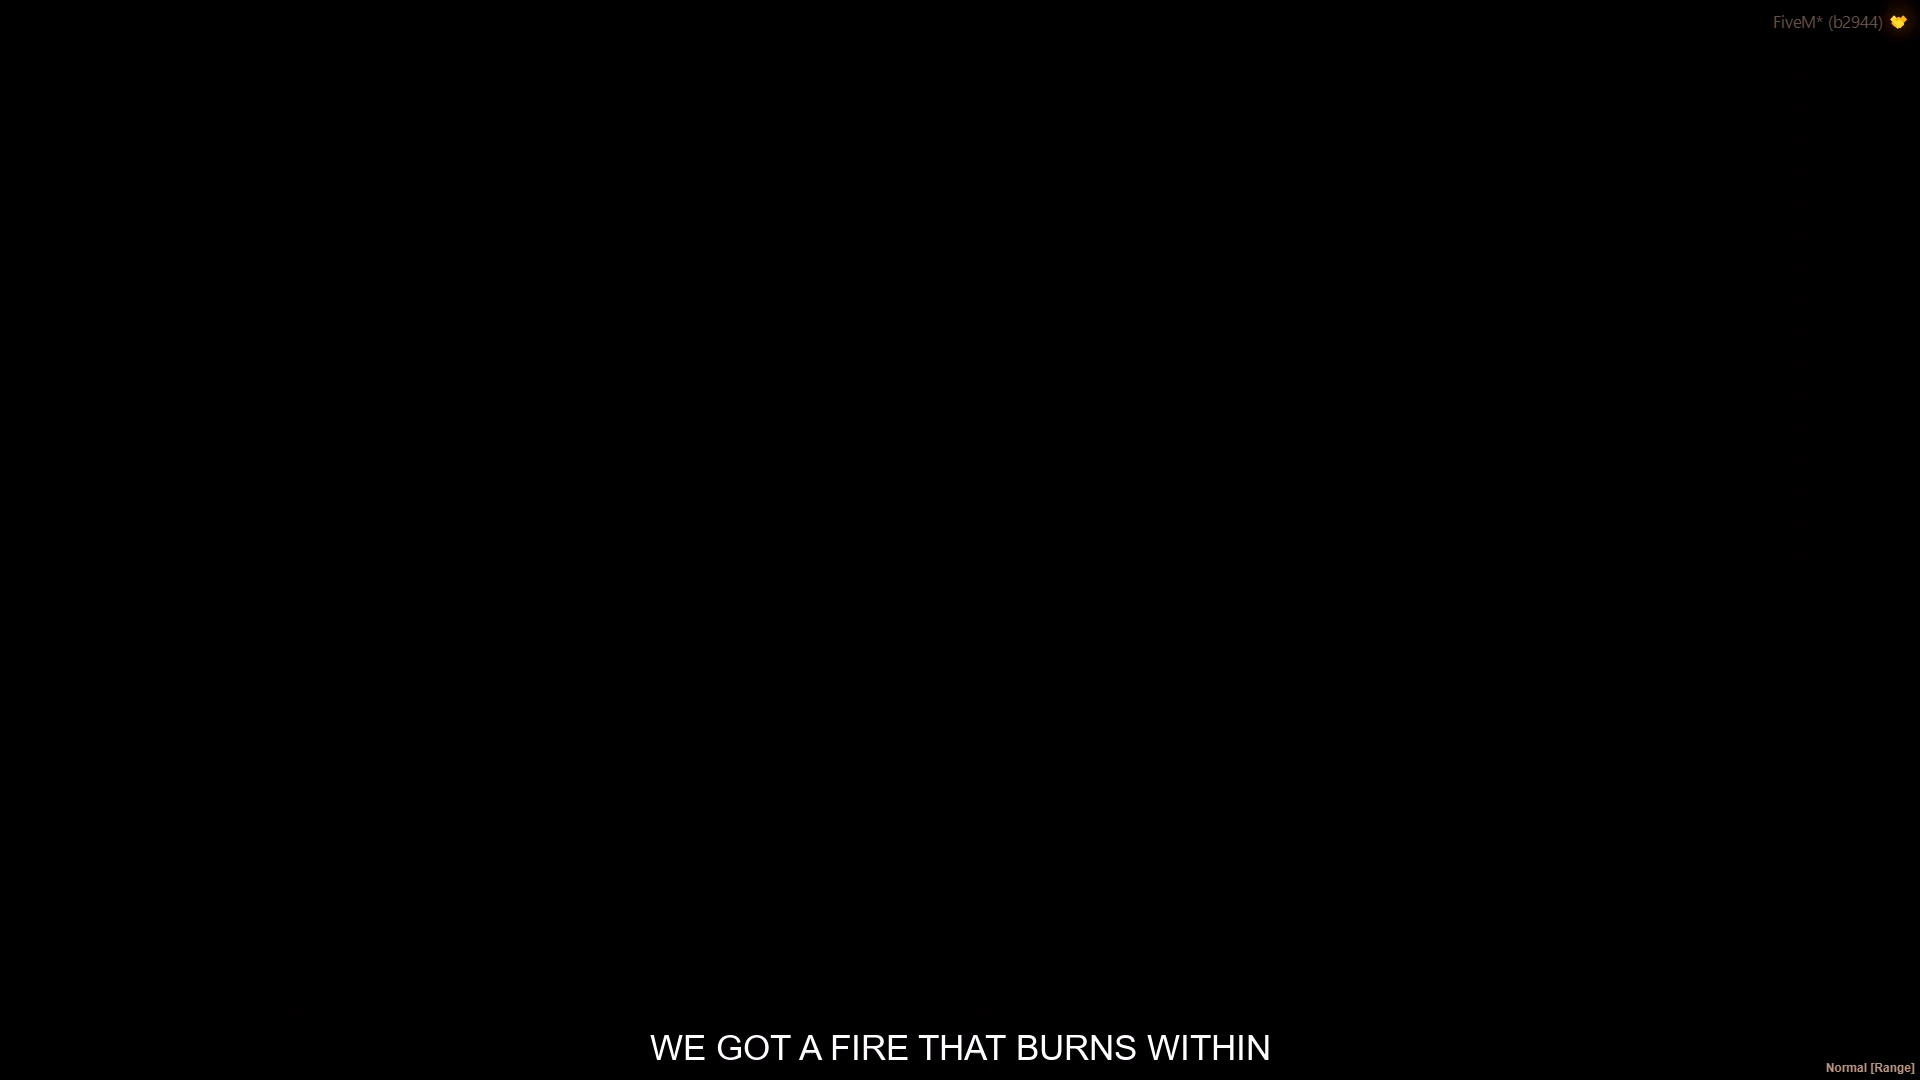 FiveM* (b2944)
WE GOT A FIRE THAT BURNS WITHIN
Normal [Range]